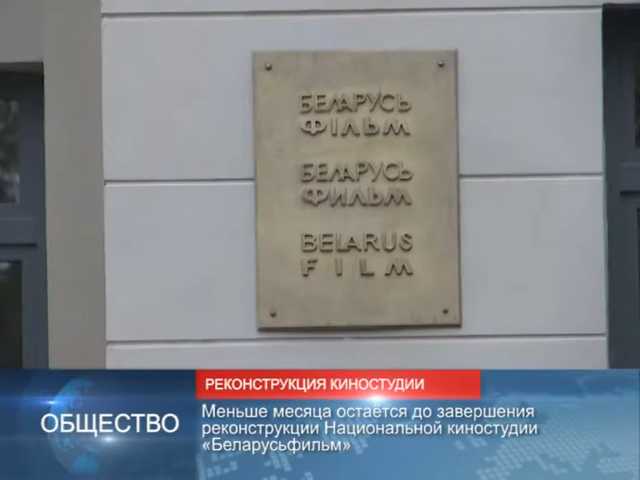 БЕЛАРУСЬ
ФІЛЬМ
БЕЛАРУСЬ
ФИЛЬМ
BELARUS
FILM
РЕКОНСТРУКЦИЯ КИНОСТУДИИ
ОБЩЕСТВО
Меньше месяца остаётся до завершения
реконструкции Национальной киностудии
«Беларусьфильм»